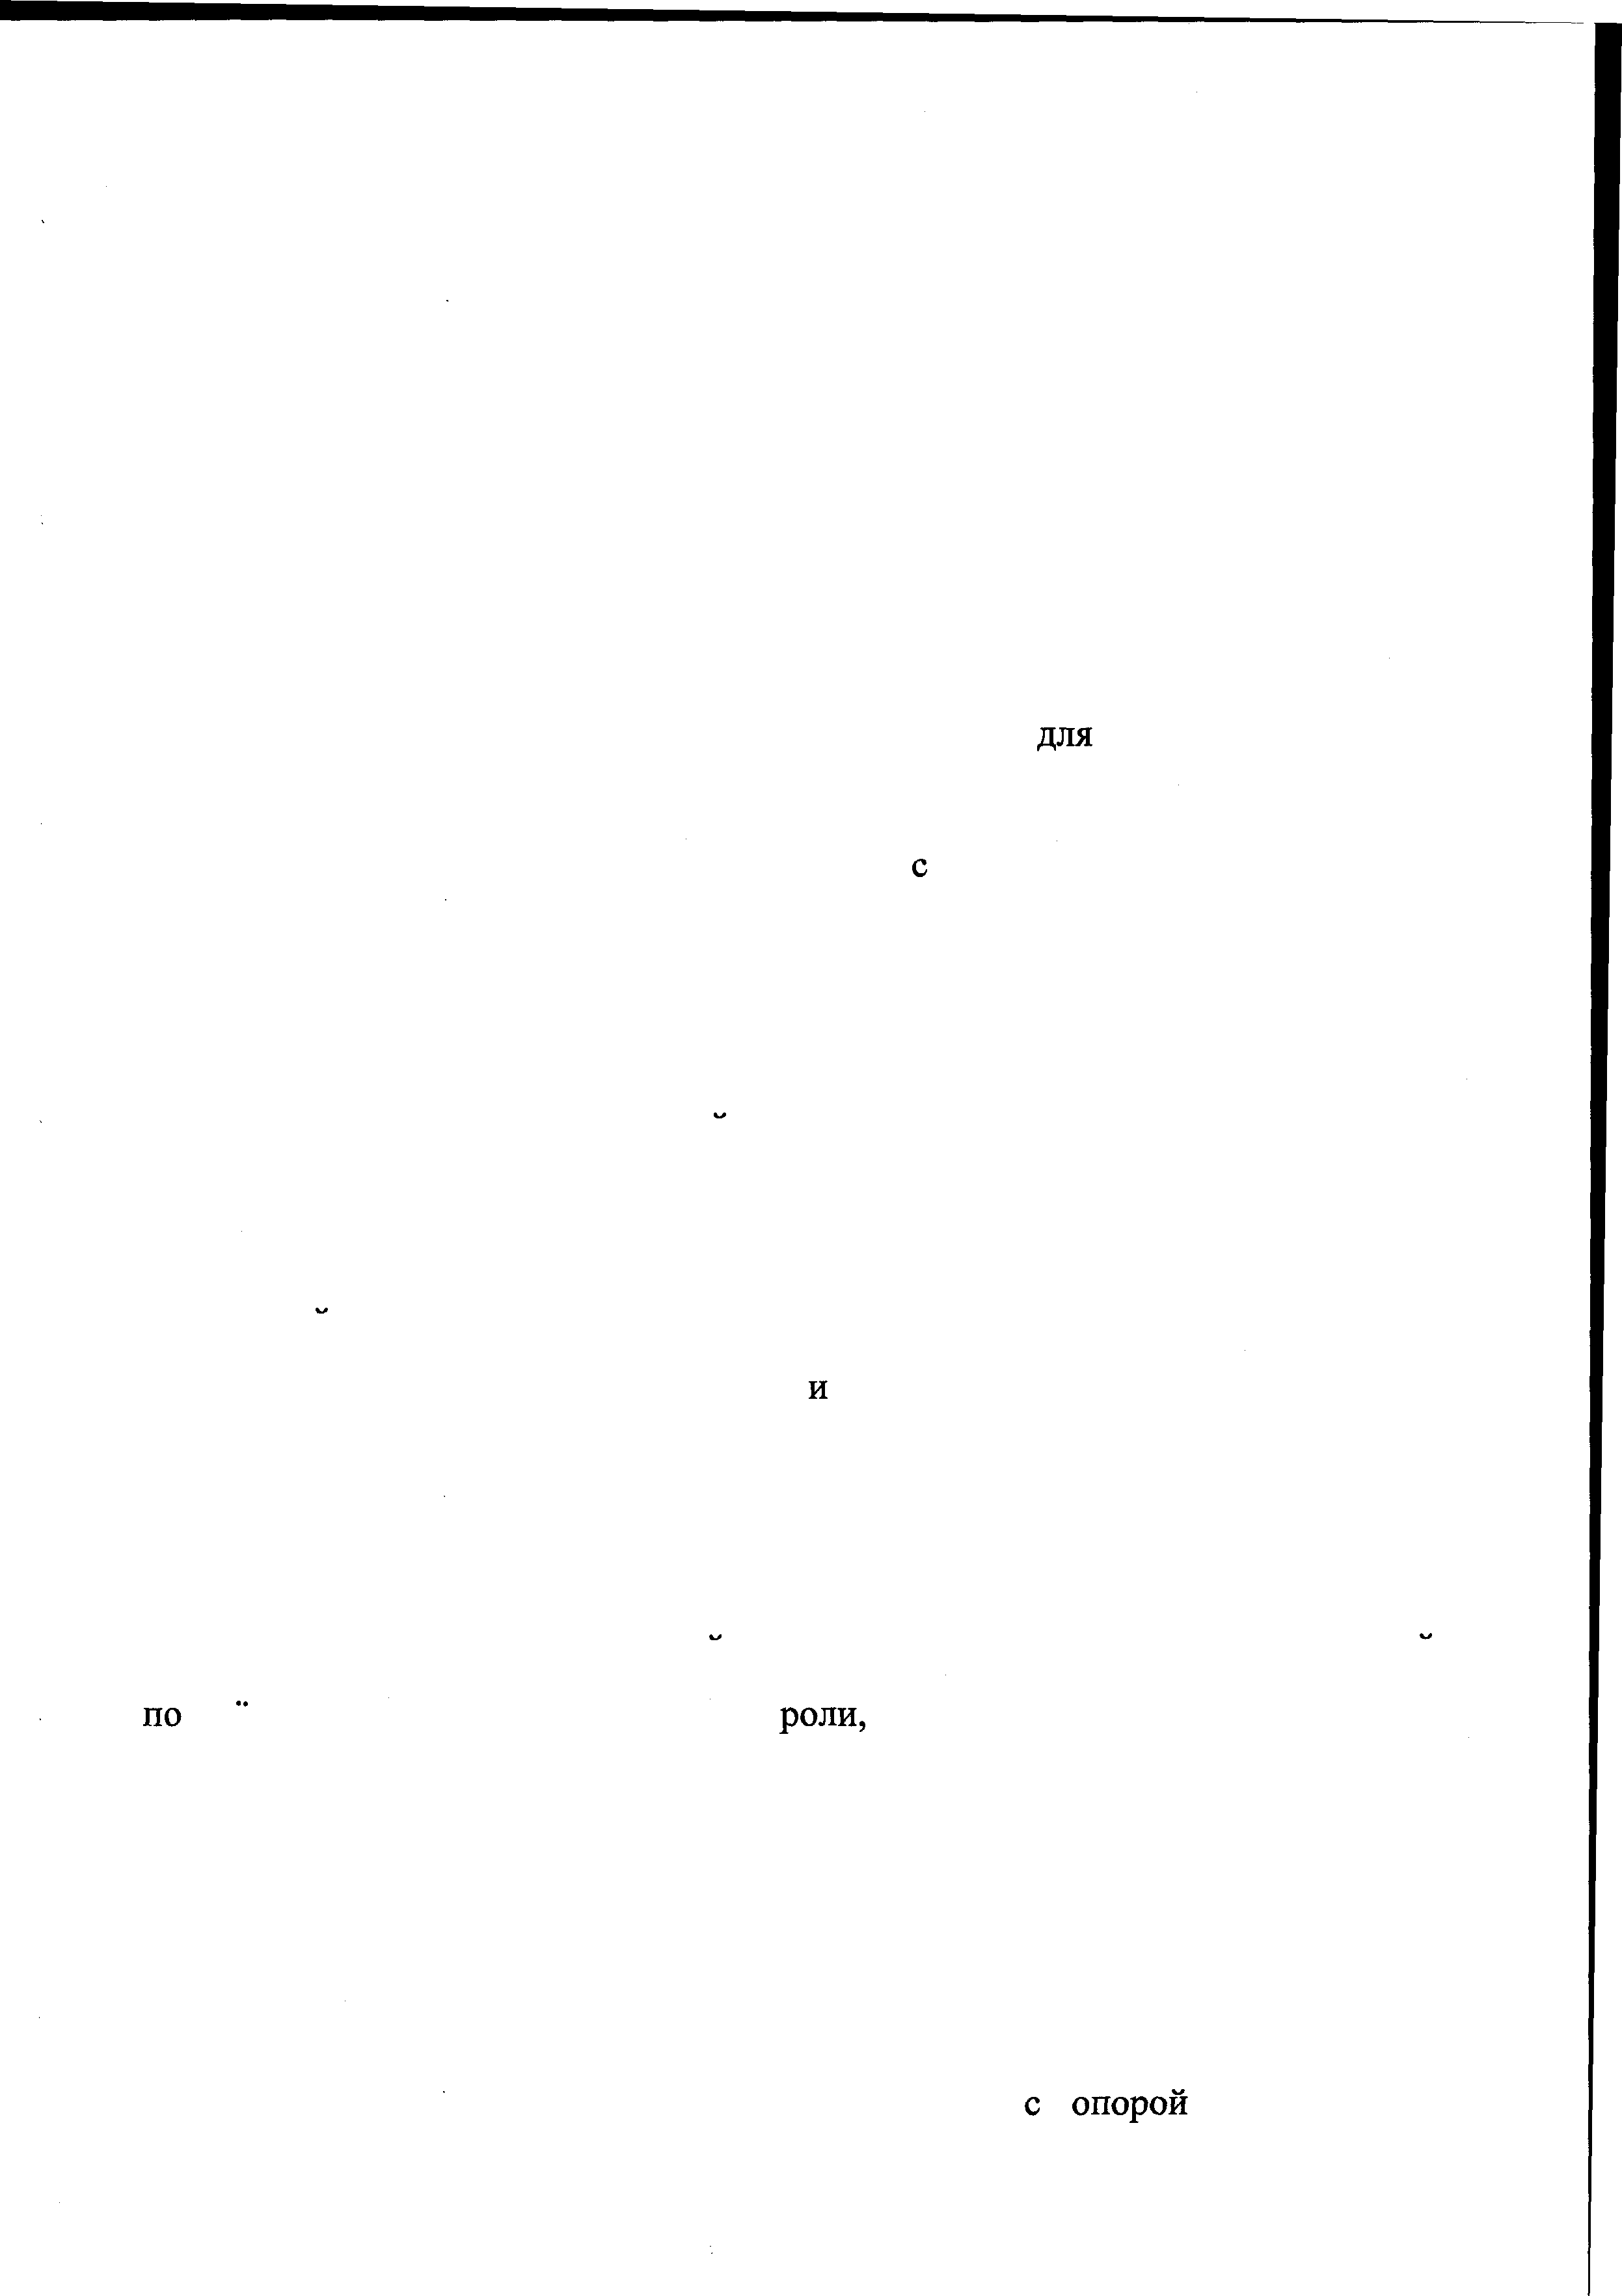 для
с
и
по роли,
с опорой